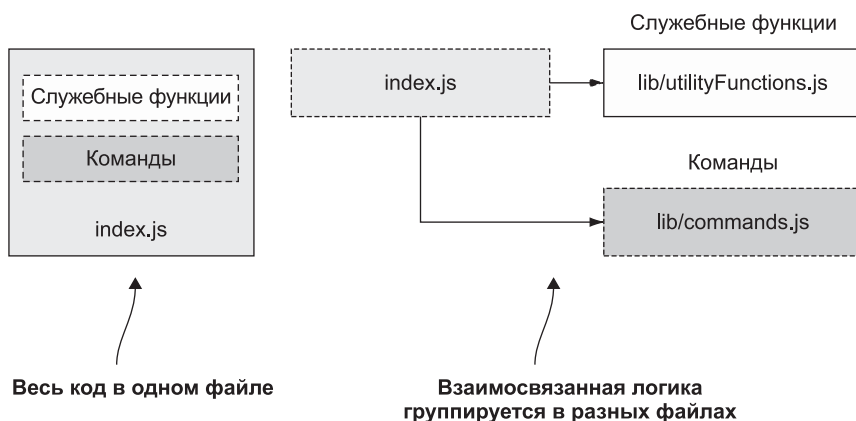 Служебные функции
Команды
index.js
Весь код в одном файле
index.js
Служебные функции
lib/utilityFunctions.js
Команды
lib/commands.js
Взаимосвязанная логика
группируется в разных файлах